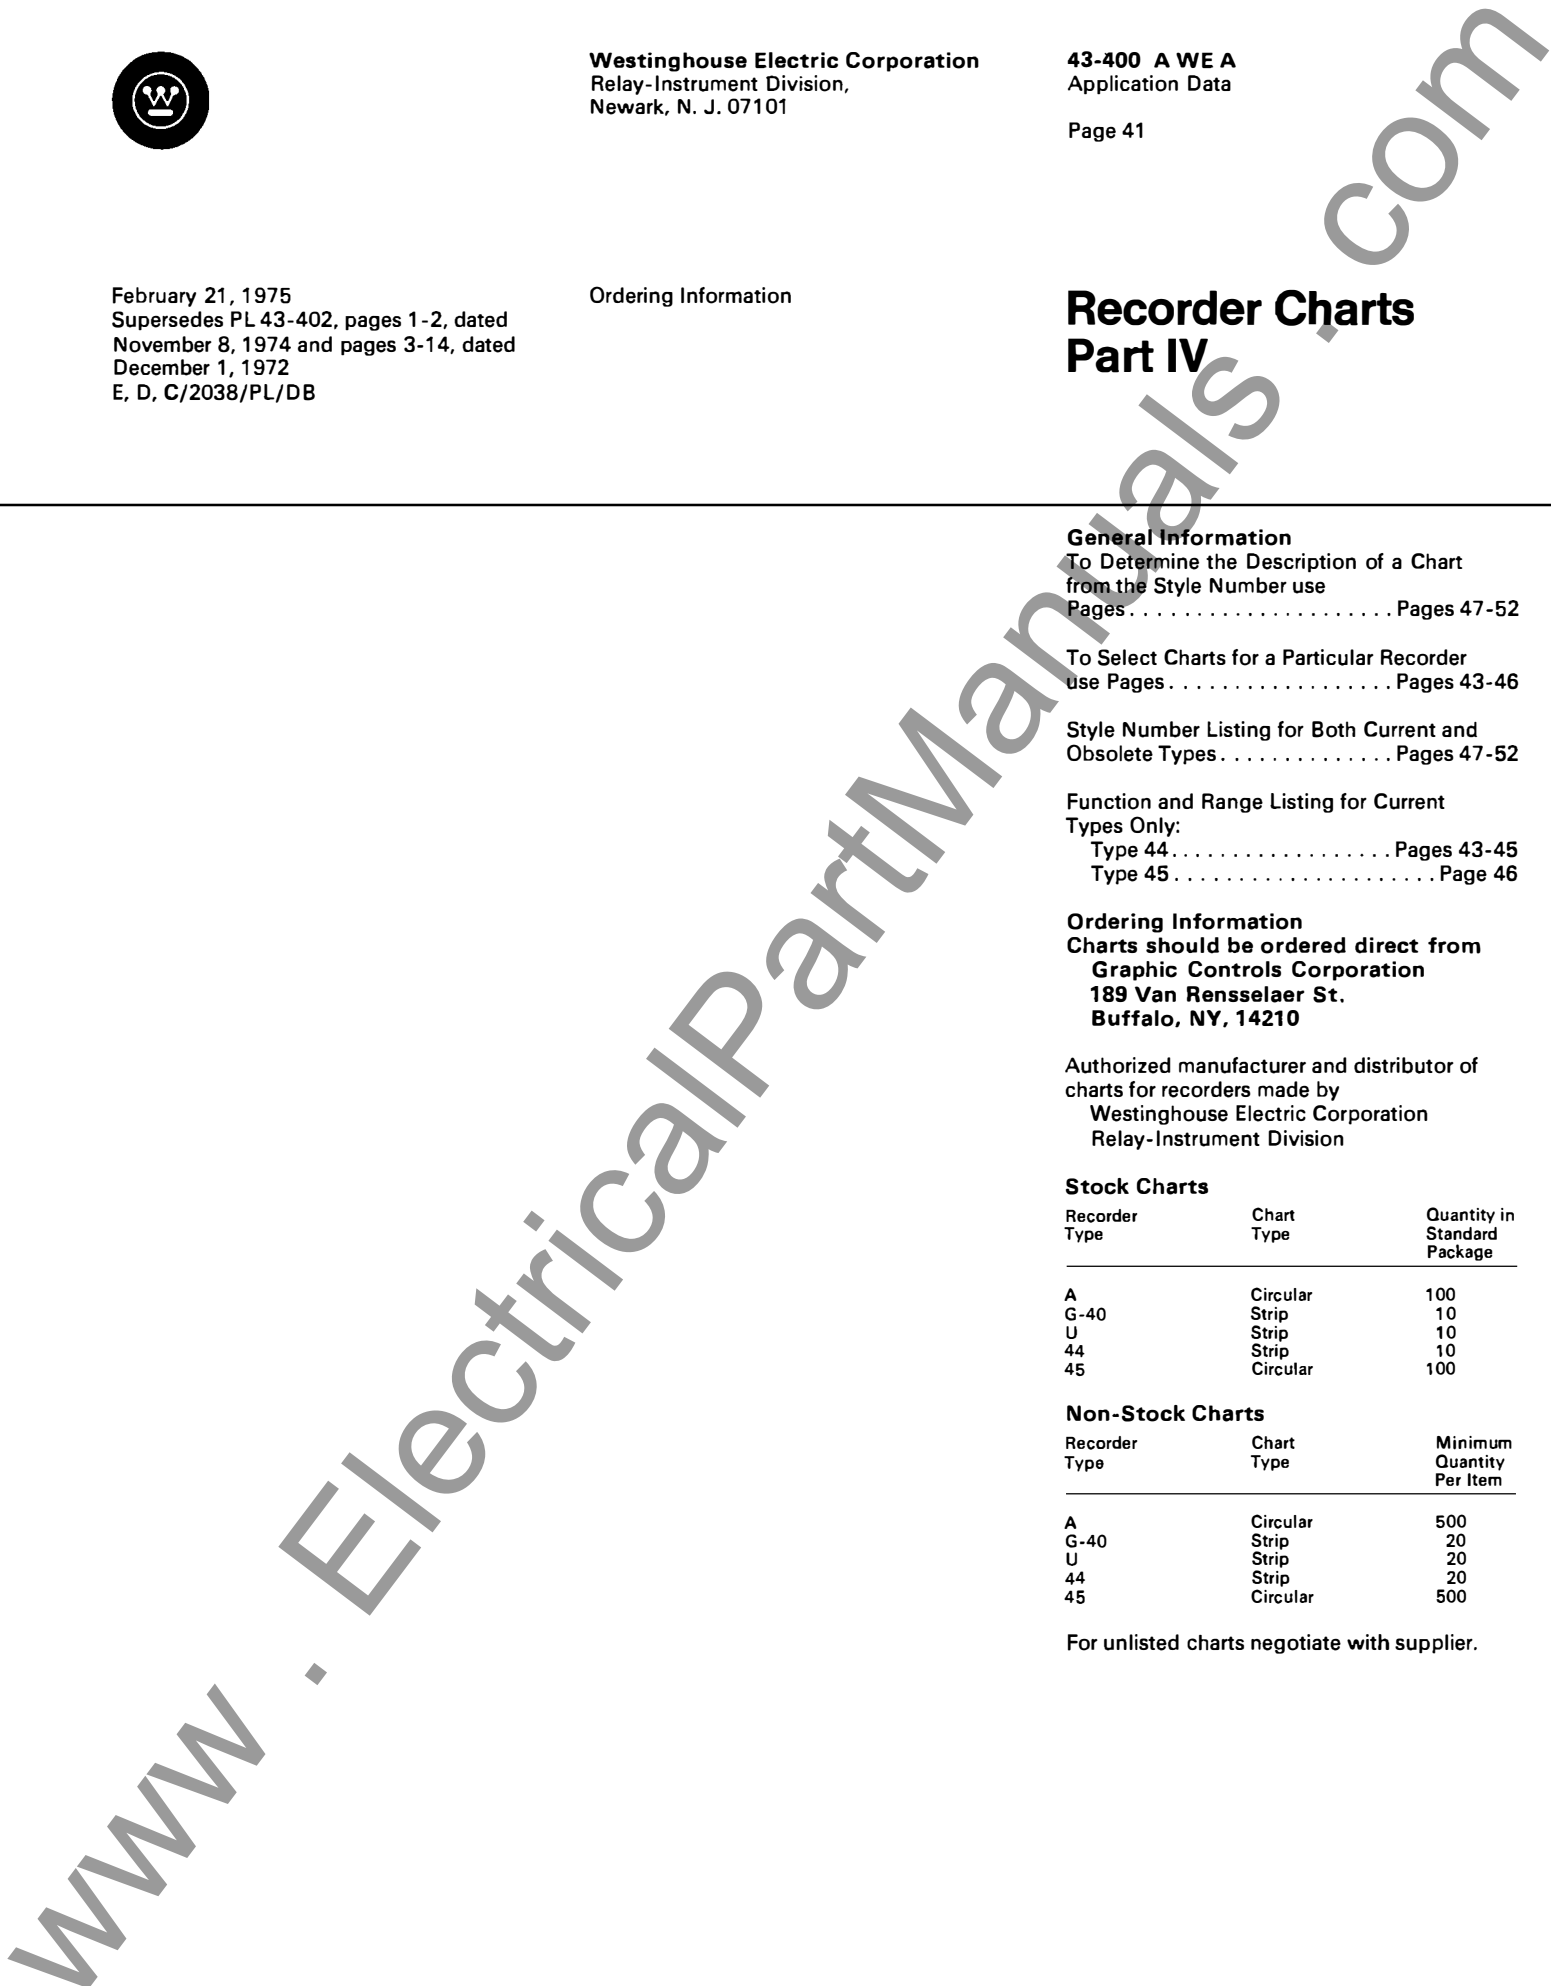 Westinghouse Electric Corporation
Relay-Instrument Division,
Newark, N. J. 07101
43-400 A WE A
Application Data
Page 41
February 21, 1975
Supersedes PL 43-402, pages 1-2, dated
November 8, 1974 and pages 3-14, dated
December 1, 1972
E, D, C/2038/PL/DB
Ordering Information
Recorder Charts
Part IV
General Information
To Determine the Description of a Chart
from the Style Number use
Pages . . . . . . . . . . . . . . . . . . . . . Pages 47-52
To Select Charts for a Particular Recorder
use Pages . . . . . . . . . . . . . . . . . . Pages 43-46
Style Number Listing for Both Current and
Obsolete Types . . . . . . . . . . . . . . Pages 47-52
Function and Range Listing for Current
Types Only:
Type 44 . . . . . . . . . . . . . . . . . . Pages 43-45
Type 45 . . . . . . . . . . . . . . . . . . . . . Page 46
Ordering Information
Charts should be ordered direct from
Graphic Controls Corporation
189 Van Rensselaer St.
Buffalo, NY, 14210
Authorized manufacturer and distributor of
charts for recorders made by
Westinghouse Electric Corporation
Relay-Instrument Division
Stock Charts
Recorder Chart Quantity in
Type Type Standard
Package
A Circular 100
G-40 Strip 10
U Strip 10
44 Strip 10
45 Circular 100
Non-Stock Charts
Recorder Chart Minimum
Type Type Quantity
Per Item
A Circular 500
G-40 Strip 20
U Strip 20
44 Strip 20
45 Circular 500
For unlisted charts negotiate with supplier.
www . ElectricalPartManuals . com